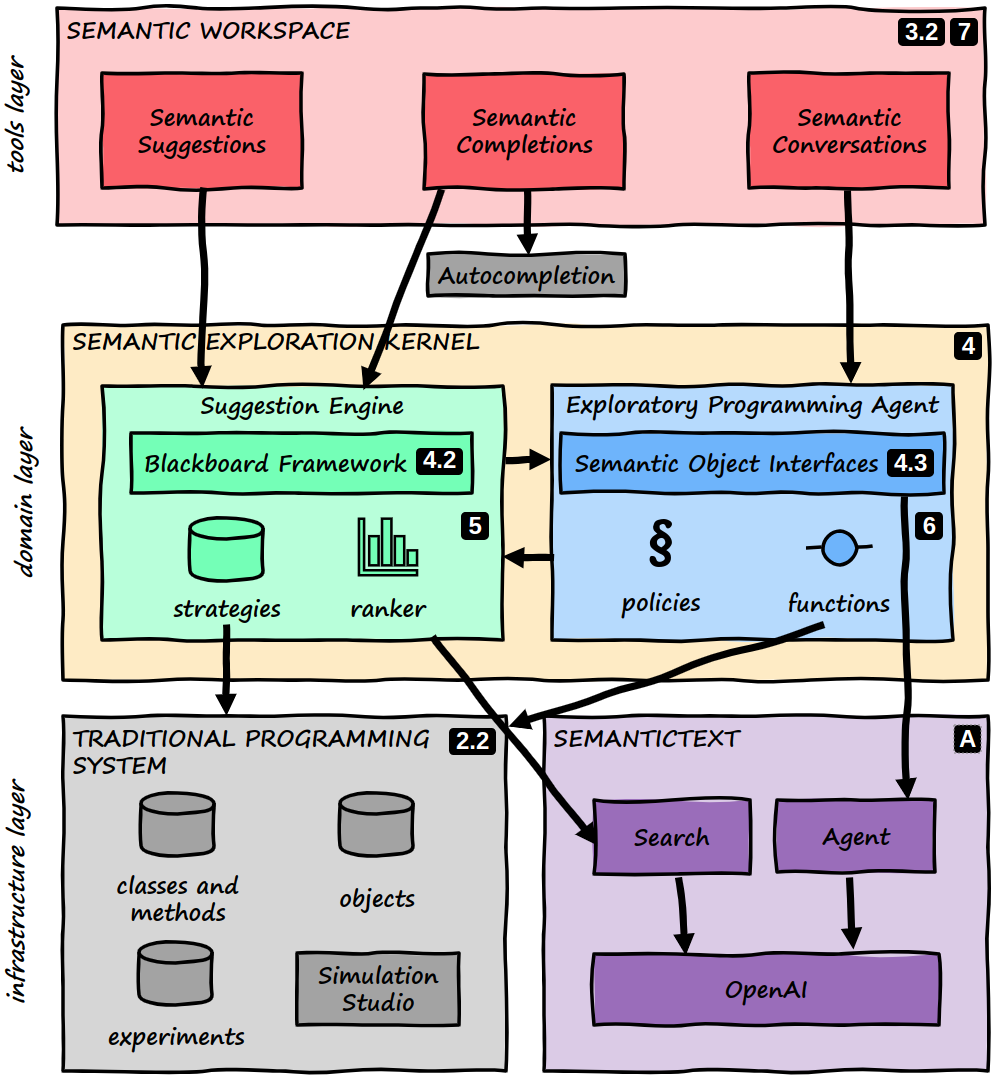 tools layer
SEMANTIC WORKSPACE
3.2 7
Semantic
Suggestions
Semantic
Completions
Semantic
Conversations
Autocompletion
domain layer
SEMANTIC EXPLORATION KERNEL
4
Suggestion Engine
Blackboard Framework 4.2
5
strategies
ranker
Exploratory Programming Agent
Semantic Object Interfaces 4.3
§
6
policies
functions
infrastructure layer
TRADITIONAL PROGRAMMING
SYSTEM
2.2
classes and
methods
objects
experiments
Simulation
Studio
SEMANTICTEXT
A
Search
Agent
OpenAI